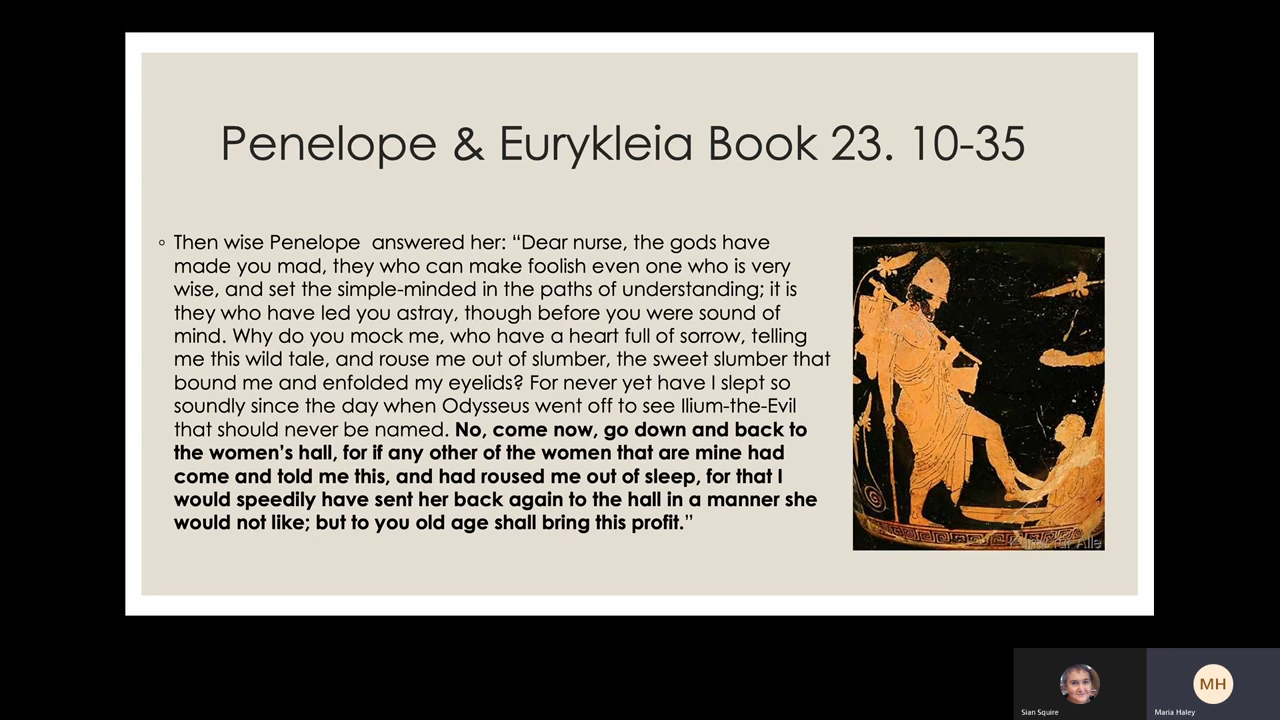 Penelope & Eurykleia Book 23. 10-35
◦ Then wise Penelope  answered her: “Dear nurse, the gods have
made you mad, they who can make foolish even one who is very
wise, and set the simple-minded in the paths of understanding; it is
they who have led you astray, though before you were sound of
mind. Why do you mock me, who have a heart full of sorrow, telling
me this wild tale, and rouse me out of slumber, the sweet slumber that
bound me and enfolded my eyelids? For never yet have I slept so
soundly since the day when Odysseus went off to see Ilium-the-Evil
that should never be named. No, come now, go down and back to
the women’s hall, for if any other of the women that are mine had
come and told me this, and had roused me out of sleep, for that I
would speedily have sent her back again to the hall in a manner she
would not like; but to you old age shall bring this profit.”
MH
Sian Squire
Maria Haley